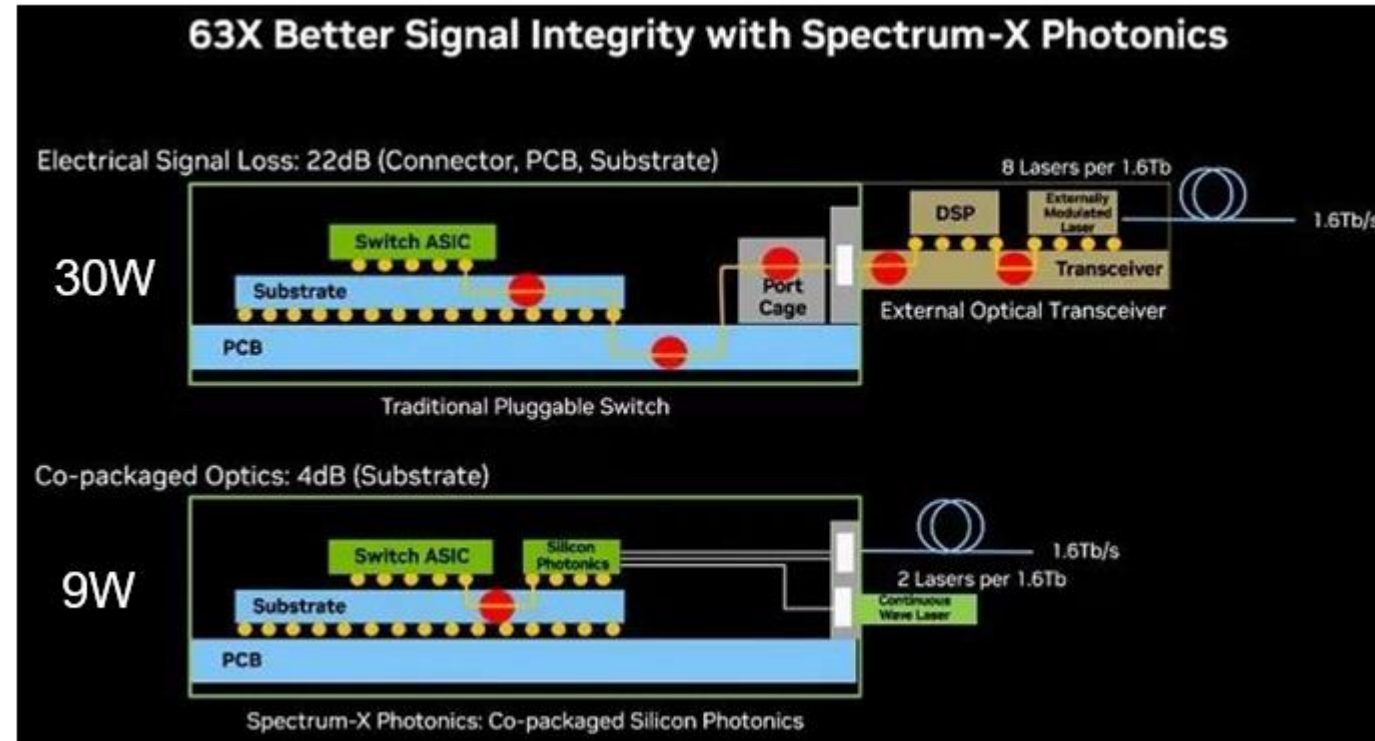 63X Better Signal Integrity with Spectrum-X Photonics
Electrical Signal Loss: 22dB (Connector, PCB, Substrate)
8 Lasers per 1.6Tb
30W
Switch ASIC
Substrate
PCB
Port
Cage
DSP
Externally
Modulated
Laser
Transceiver
1.6Tb/s
External Optical Transceiver
Traditional Pluggable Switch
Co-packaged Optics: 4dB (Substrate)
9W
Switch ASIC
Silicon
Photonics
Substrate
PCB
1.6Tb/s
2 Lasers per 1.6Tb
Continuous
Wave Laser
Spectrum-X Photonics: Co-packaged Silicon Photonics